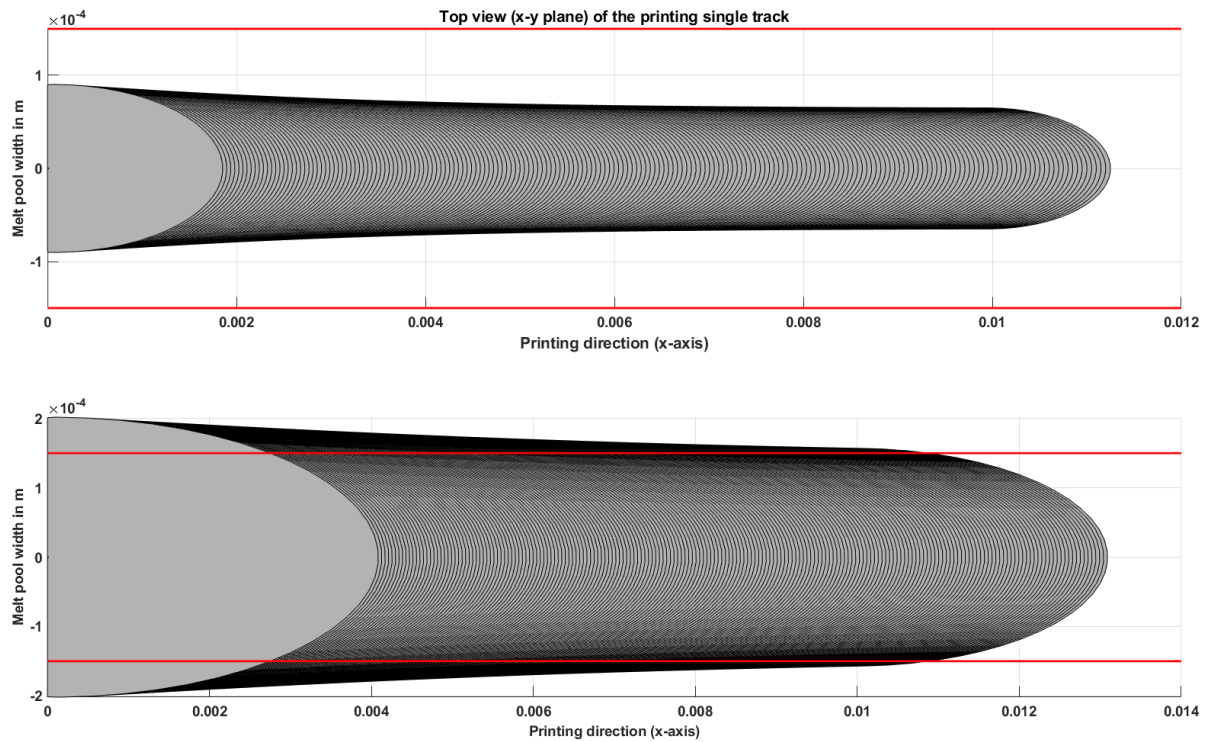 Top view (x-y plane) of the printing single track
×10-4
1
0
-1
Melt pool width in m
0 0.002 0.004 0.006 0.008 0.01 0.012
Printing direction (x-axis)
×10-4
2
1
0
-1
-2
Melt pool width in m
0 0.002 0.004 0.006 0.008 0.01 0.012 0.014
Printing direction (x-axis)